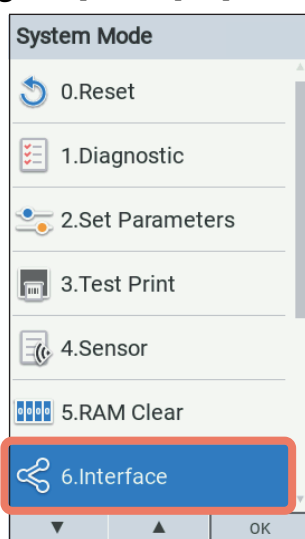 System Mode
0.Reset
1.Diagnostic
2.Set Parameters
3.Test Print
4.Sensor
5.RAM Clear
6.Interface
▼ ▲ OK